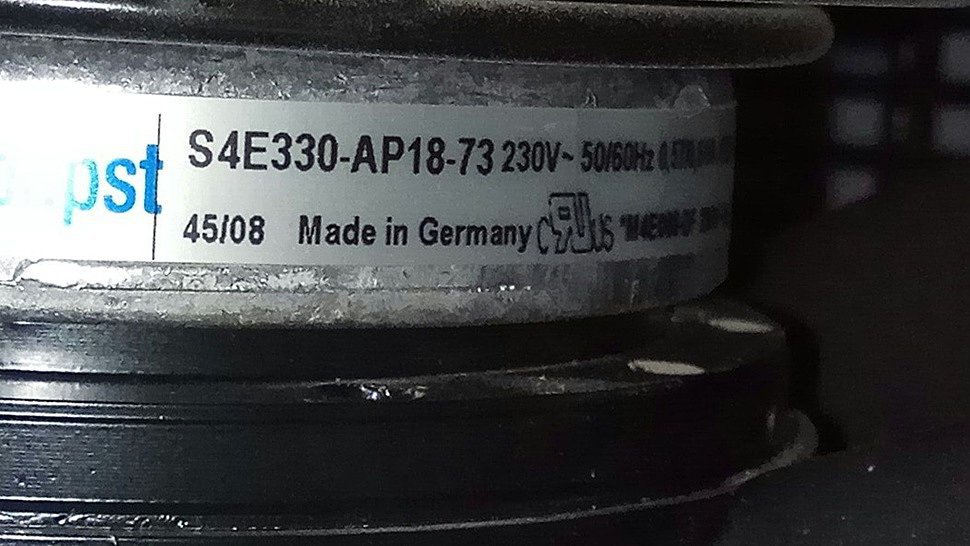 pst
S4E330-AP18-73 230V~ 50/60Hz
45/08 Made in Germany